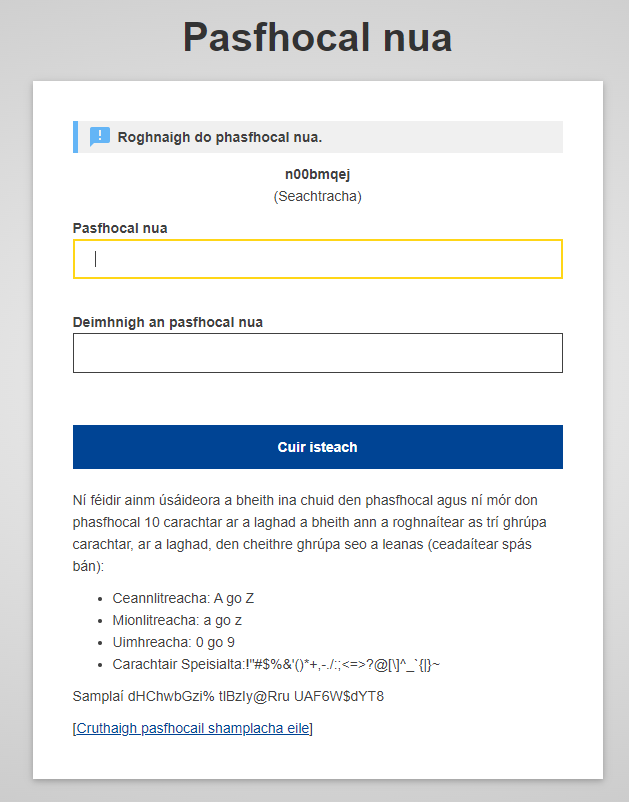 Pasfhocal nua
Roghnaigh do phasfhocal nua.
n00bmqej
(Seachtracha)
Pasfhocal nua
Deimhnigh an pasfhocal nua
Cuir isteach
Ní féidir ainm úsáideora a bheith ina chuid den phasfhocal agus ní mór don
phasfhocal 10 carachtar ar a laghad a bheith ann a roghnaítear as trí ghrúpa
carachtar, ar a laghad, den cheithre ghrúpa seo a leanas (ceadaítear spás
bán):
• Ceannlitreacha: A go Z
• Mionlitreacha: a go z
• Uimhreacha: 0 go 9
• Carachtair Speisialta:!"#$%&'()*+,-./:;<=>?@[\]^_`{|}~
Samplaí dHChwbGzi% tlBzIy@Rru UAF6W$dYT8
[Cruthaigh pasfhocail shamplacha eile]